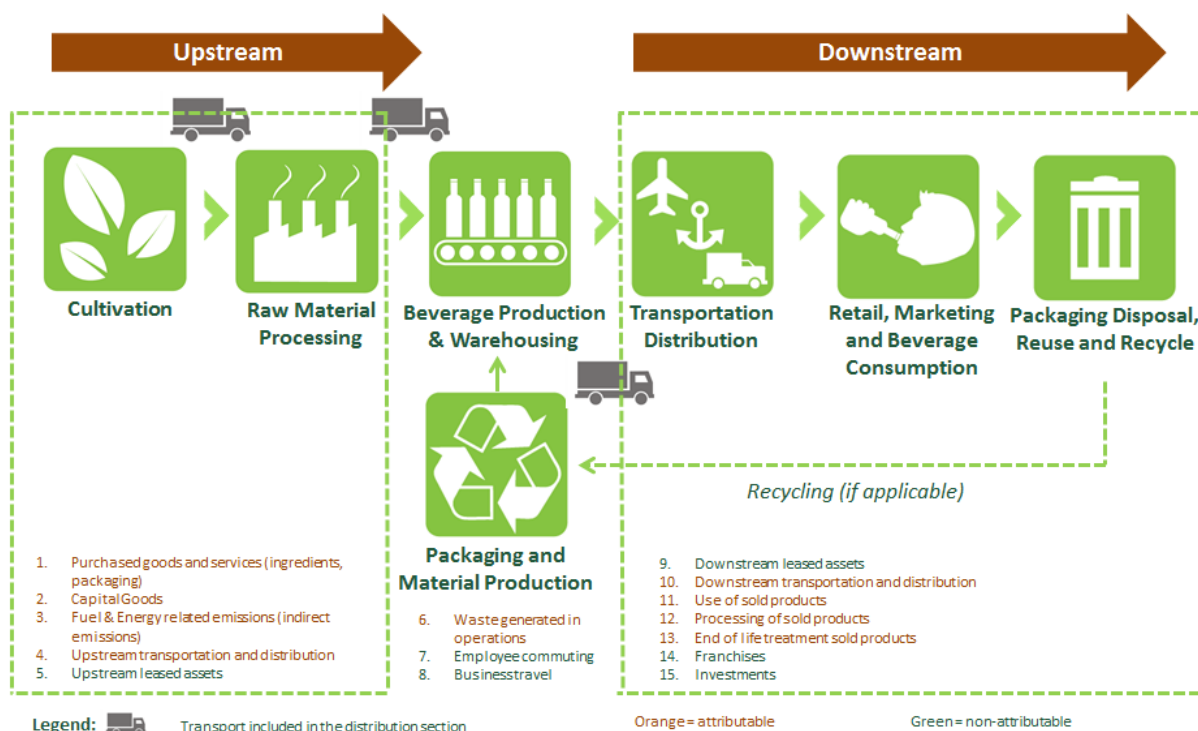 Upstream
Downstream
Cultivation
Raw Material
Processing
Beverage Production
& Warehousing
Transportation
Distribution
Retail, Marketing
and Beverage
Consumption
Packaging Disposal,
Reuse and Recycle
Recycling (if applicable)
Packaging and
Material Production
1. Purchased goods and services (ingredients,
packaging)
2. Capital Goods
3. Fuel & Energy related emissions (indirect
emissions)
4. Upstream transportation and distribution
5. Upstream leased assets
6. Waste generated in
operations
7. Employee commuting
8. Business travel
9. Downstream leased assets
10. Downstream transportation and distribution
11. Use of sold products
12. Processing of sold products
13. End of life treatment sold products
14. Franchises
15. Investments
Legend: Transport included in the distribution section
Orange = attributable
Green = non-attributable